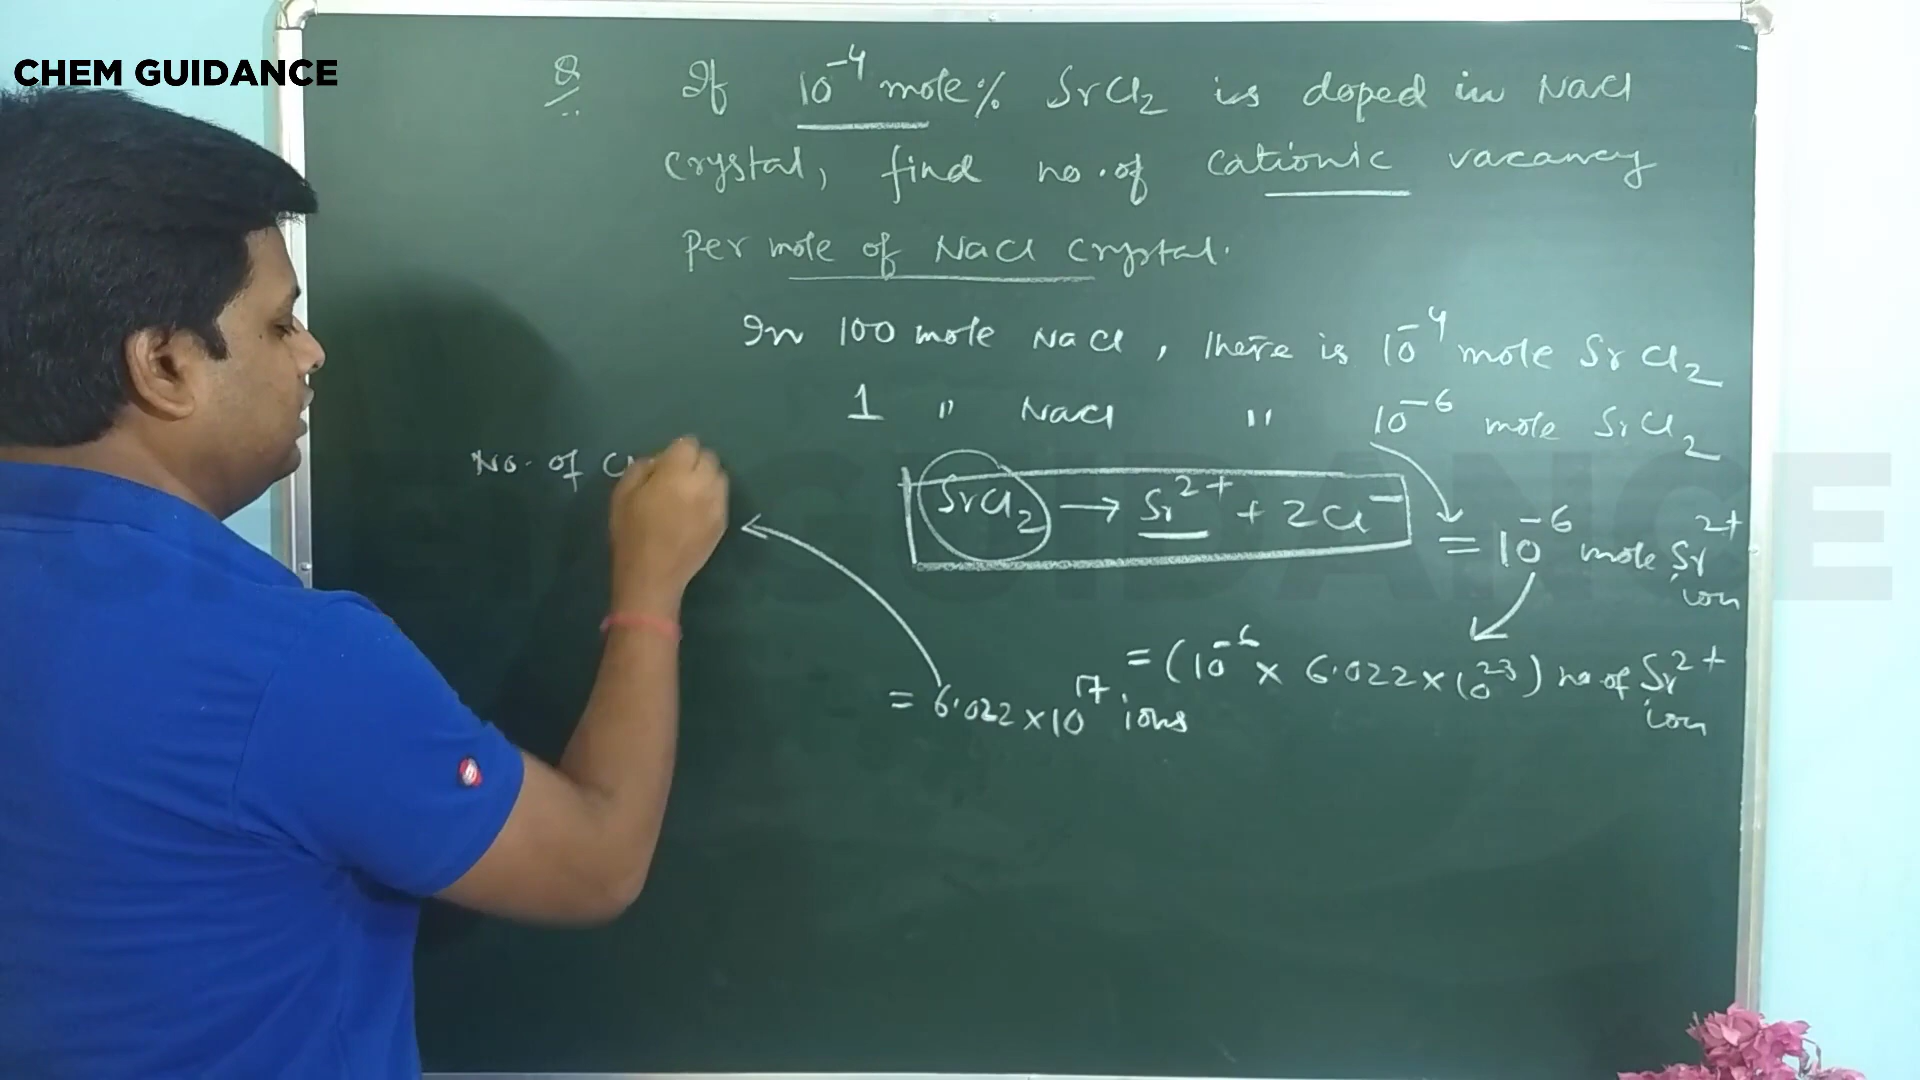 CHEM GUIDANCE
Q If 10⁻⁴ mole % SrCl₂ is doped in NaCl
crystal, find no. of cationic vacancy
per mole of NaCl crystal.
In 100 mole NaCl, there is 10⁻⁴ mole SrCl₂
1 " NaCl " 10⁻⁶ mole SrCl₂
No. of
SrCl₂ → Sr²⁺ + 2Cl⁻
= 10⁻⁶ mole Sr²⁺ ion
= (10⁻⁶ × 6.022 × 10²³) no of Sr²⁺ ion
= 6.022 × 10¹⁷ ions